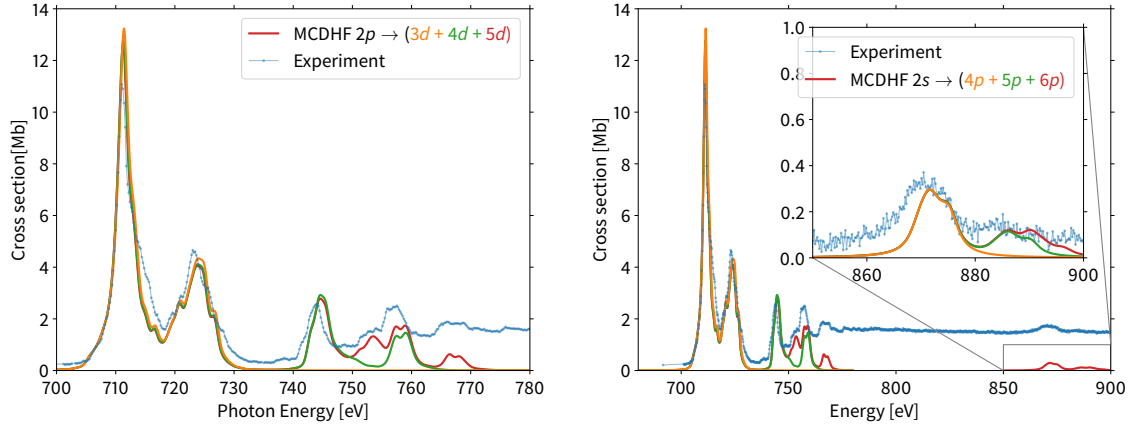 14
12
10
8
6
4
2
0
Cross section[Mb]
MCDHF 2p → (3d + 4d + 5d)
Experiment
700 710 720 730 740 750 760 770 780
Photon Energy [eV]
14
12
10
8
6
4
2
0
Cross section [Mb]
1.0
0.8
0.6
0.4
0.2
0.0
Experiment
MCDHF 2s → (4p + 5p + 6p)
860 880 900
700 750 800 850 900
Energy [eV]